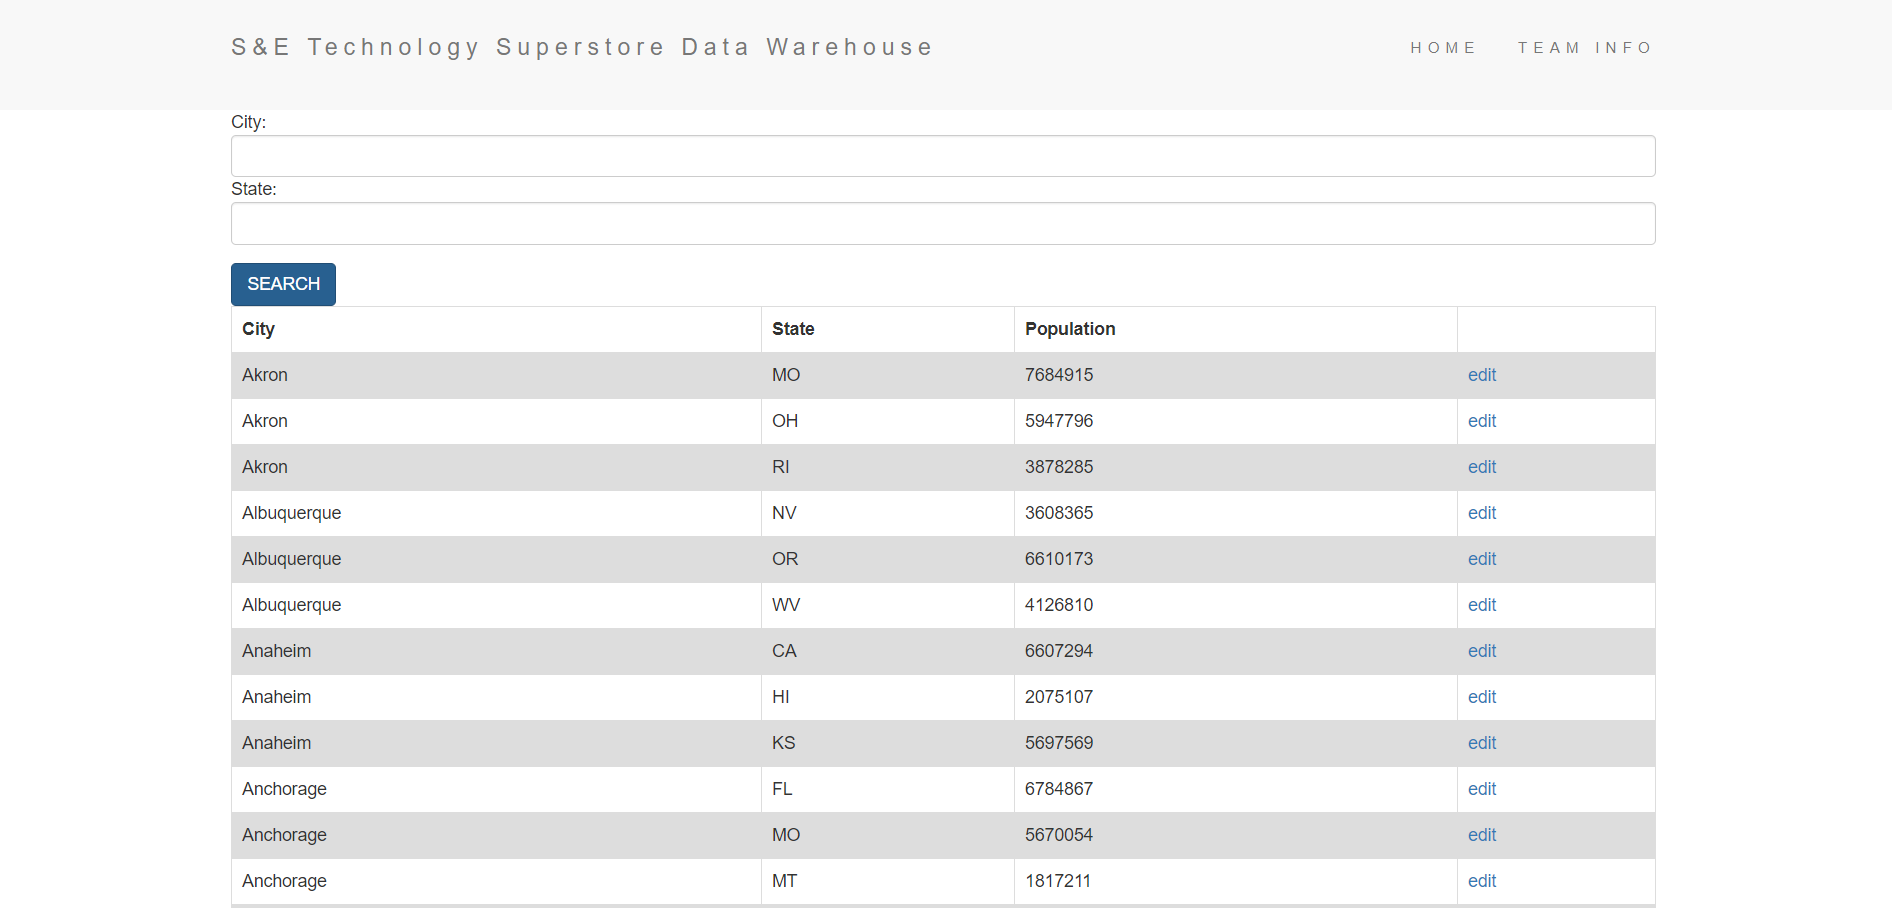 S&E Technology Superstore Data Warehouse HOME TEAM INFO
City:
State:
SEARCH
City State Population
Akron MO 7684915 edit
Akron OH 5947796 edit
Akron RI 3878285 edit
Albuquerque NV 3608365 edit
Albuquerque OR 6610173 edit
Albuquerque WV 4126810 edit
Anaheim CA 6607294 edit
Anaheim HI 2075107 edit
Anaheim KS 5697569 edit
Anchorage FL 6784867 edit
Anchorage MO 5670054 edit
Anchorage MT 1817211 edit